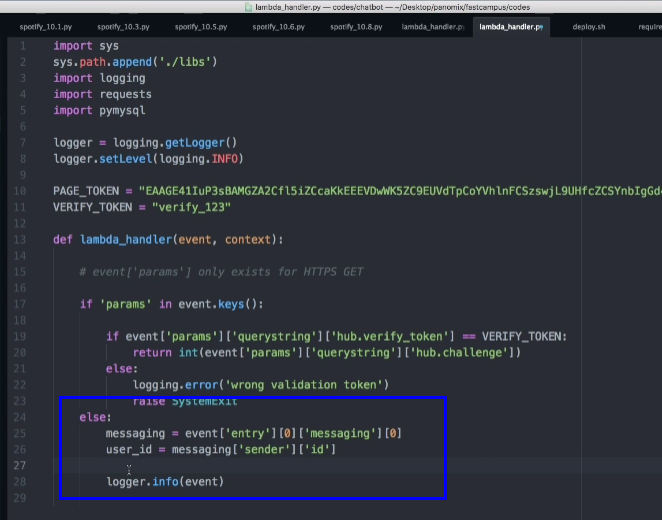 lambda_handler.py — codes/chatbot — ~/Desktop/panomix/fastcampus/codes
spotify_10.1.py spotify_10.3.py spotify_10.5.py spotify_10.6.py spotify_10.8.py lambda_handler.py lambda_handler.py deploy.sh require
1 import sys
2 sys.path.append('./libs')
3 import logging
4 import requests
5 import pymysql
6
7 logger = logging.getLogger()
8 logger.setLevel(logging.INFO)
9
10 PAGE_TOKEN =
11 VERIFY_TOKEN = "verify_123"
12
13 def lambda_handler(event, context):
14
15 # event['params'] only exists for HTTPS GET
16
17 if 'params' in event.keys():
18
19 if event['params']['querystring']['hub.verify_token'] == VERIFY_TOKEN:
20 return int(event['params']['querystring']['hub.challenge'])
21 else:
22 logging.error('wrong validation token')
23 raise SystemExit
24 else:
25 messaging = event['entry'][0]['messaging'][0]
26 user_id = messaging['sender']['id']
27
28 logger.info(event)
29